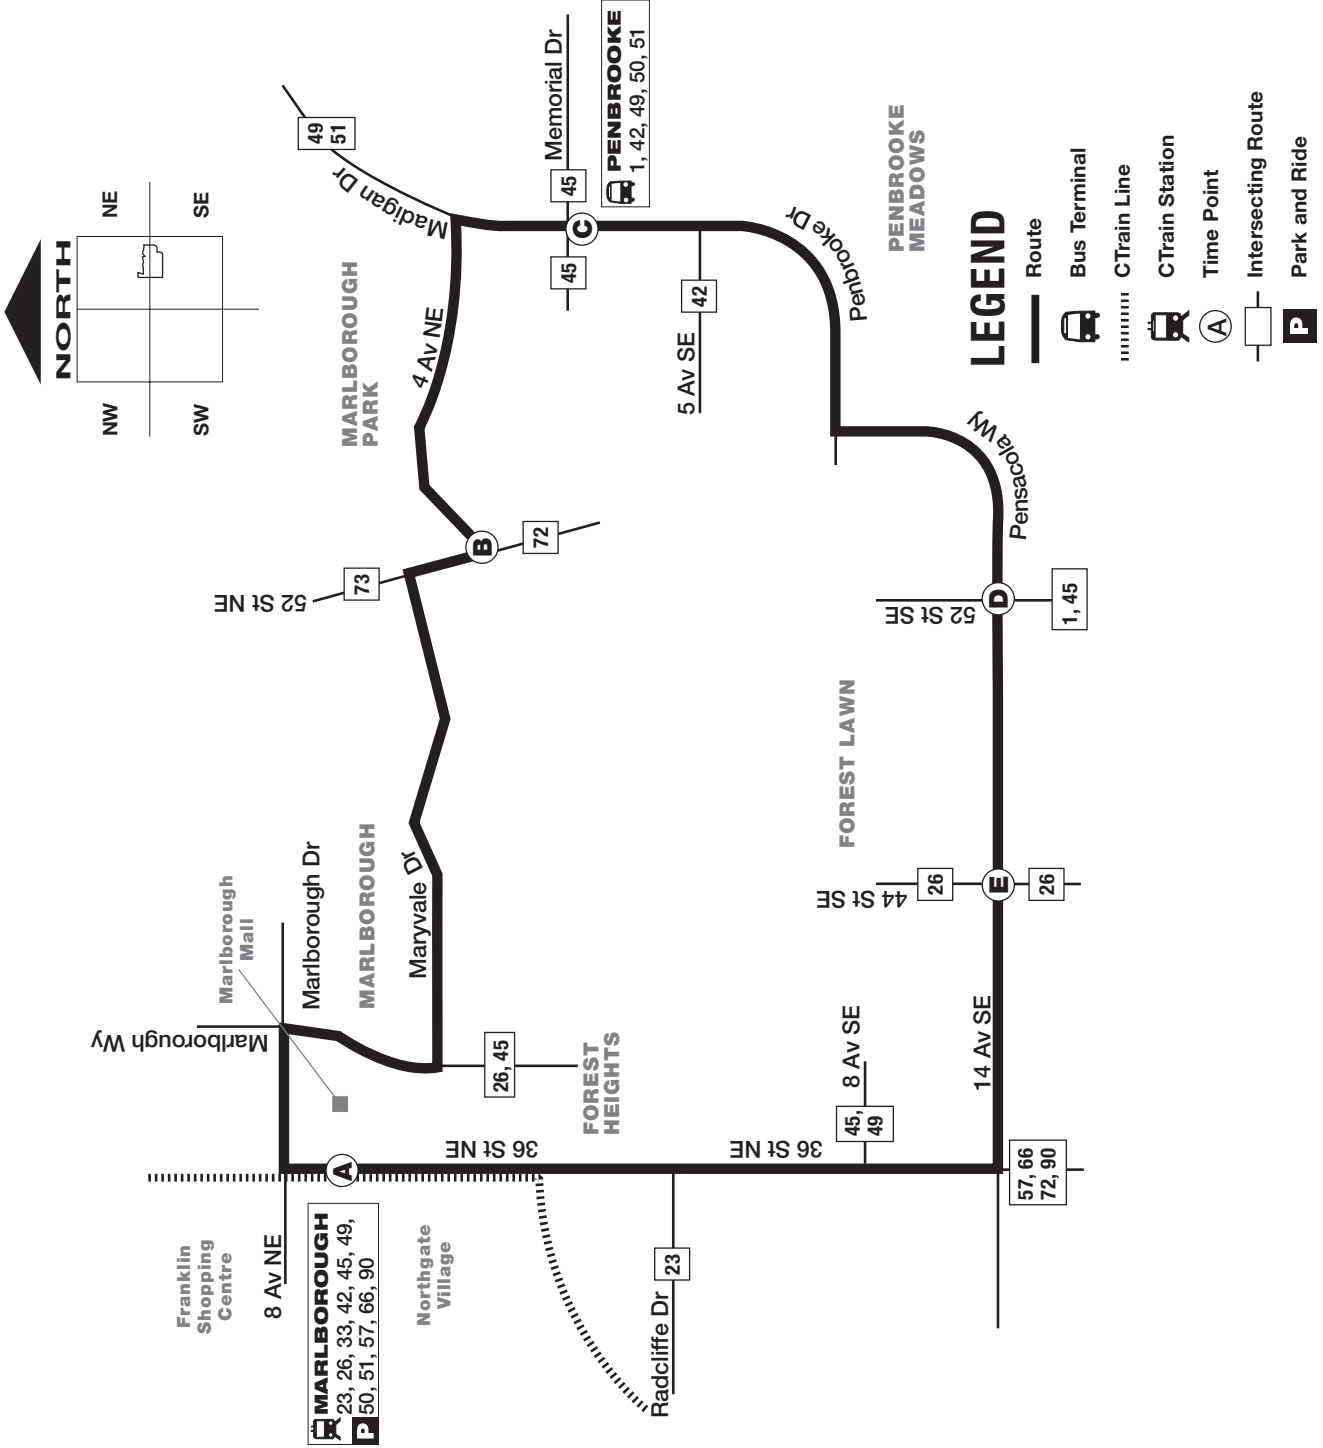 NORTH
NW
NE
SW
SE
49
51
Madigan Dr
Memorial Dr
45
45
C
PENBROOKE
1, 42, 49, 50, 51
MARLBOROUGH
PARK
4 Av NE
52 St NE
73
B
72
42
5 Av SE
Penbrooke Dr
PENBROOKE
MEADOWS
Pensacola Wy
52 St SE
D
1, 45
FOREST LAWN
44 St SE
26
E
26
14 Av SE
8 Av SE
45,
49
57, 66
72, 90
Marlborough
Mall
Marlborough Wy
Marlborough Dr
MARLBOROUGH
Maryvale Dr
26, 45
FOREST
HEIGHTS
36 St NE
36 St NE
A
Franklin
Shopping
Centre
8 Av NE
P
MARLBOROUGH
23, 26, 33, 42, 45, 49,
50, 51, 57, 66, 90
Northgate
Village
23
Radcliffe Dr
LEGEND
Route
Bus Terminal
CTrain Line
CTrain Station
A
Time Point
Intersecting Route
P
Park and Ride